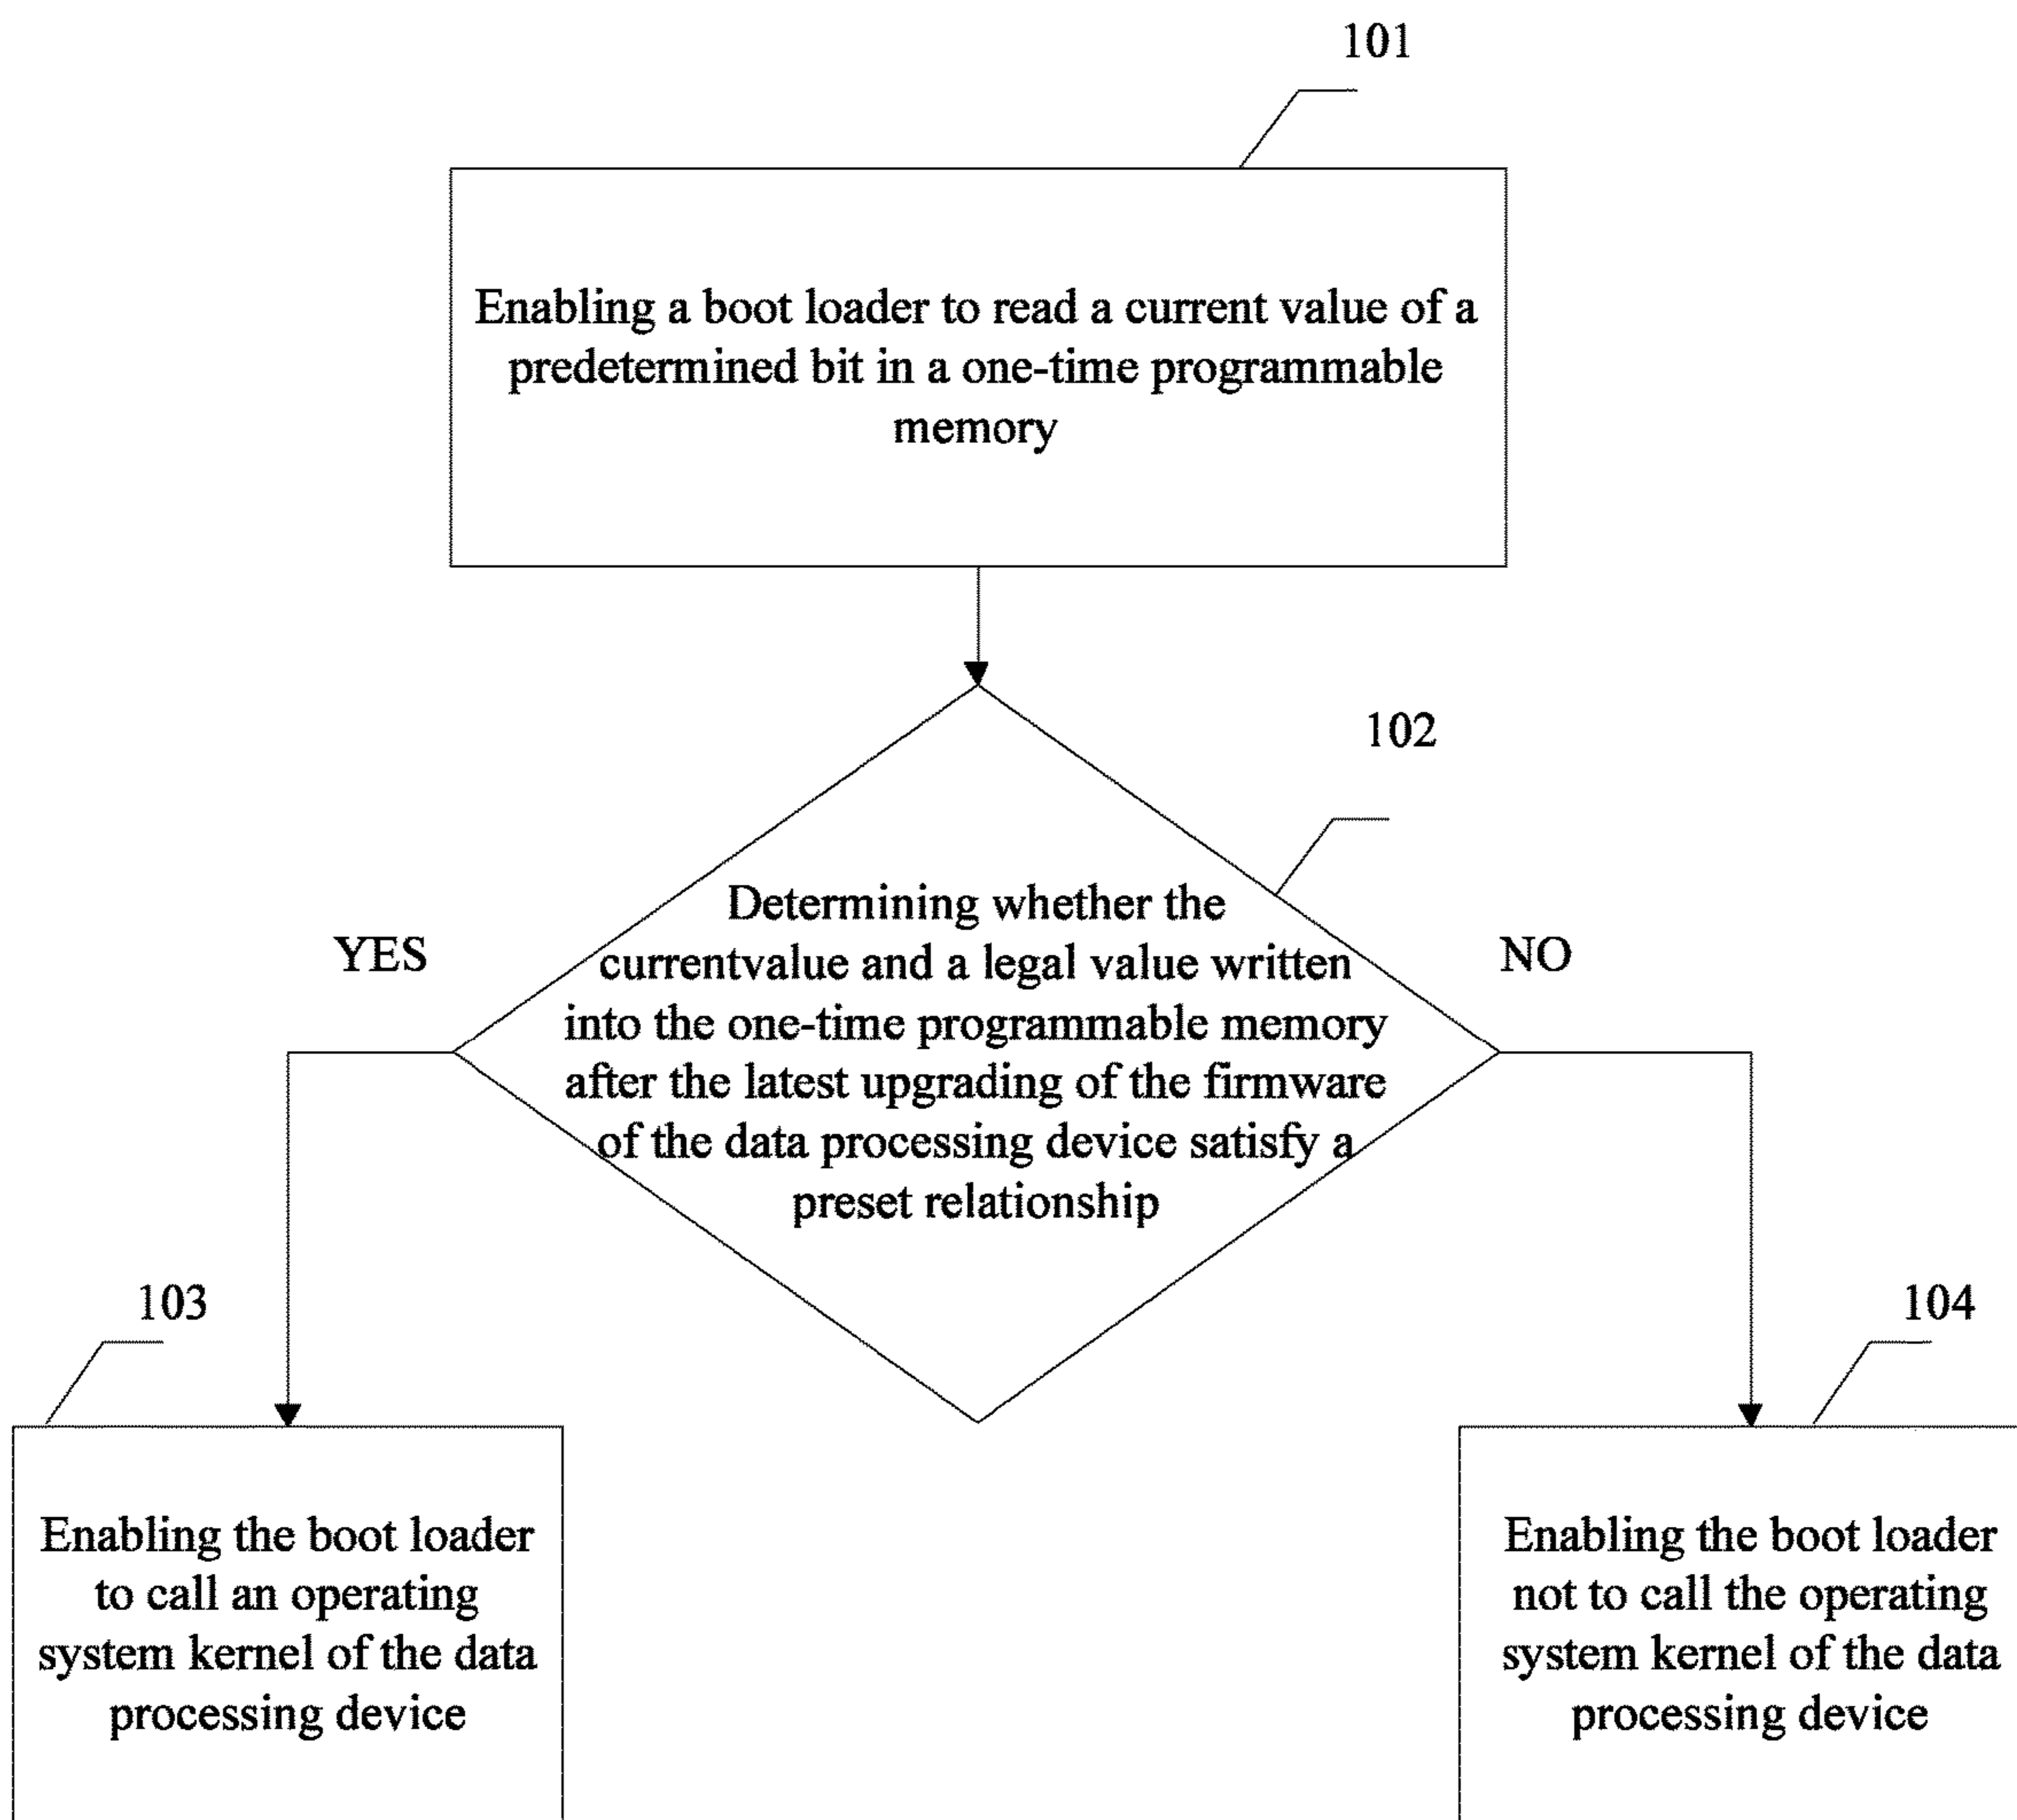 101
Enabling a boot loader to read a current value of a
predetermined bit in a one-time programmable
memory
102
Determining whether the
currentvalue and a legal value written
into the one-time programmable memory
after the latest upgrading of the firmware
of the data processing device satisfy a
preset relationship
YES
NO
103
Enabling the boot loader
to call an operating
system kernel of the data
processing device
104
Enabling the boot loader
not to call the operating
system kernel of the data
processing device